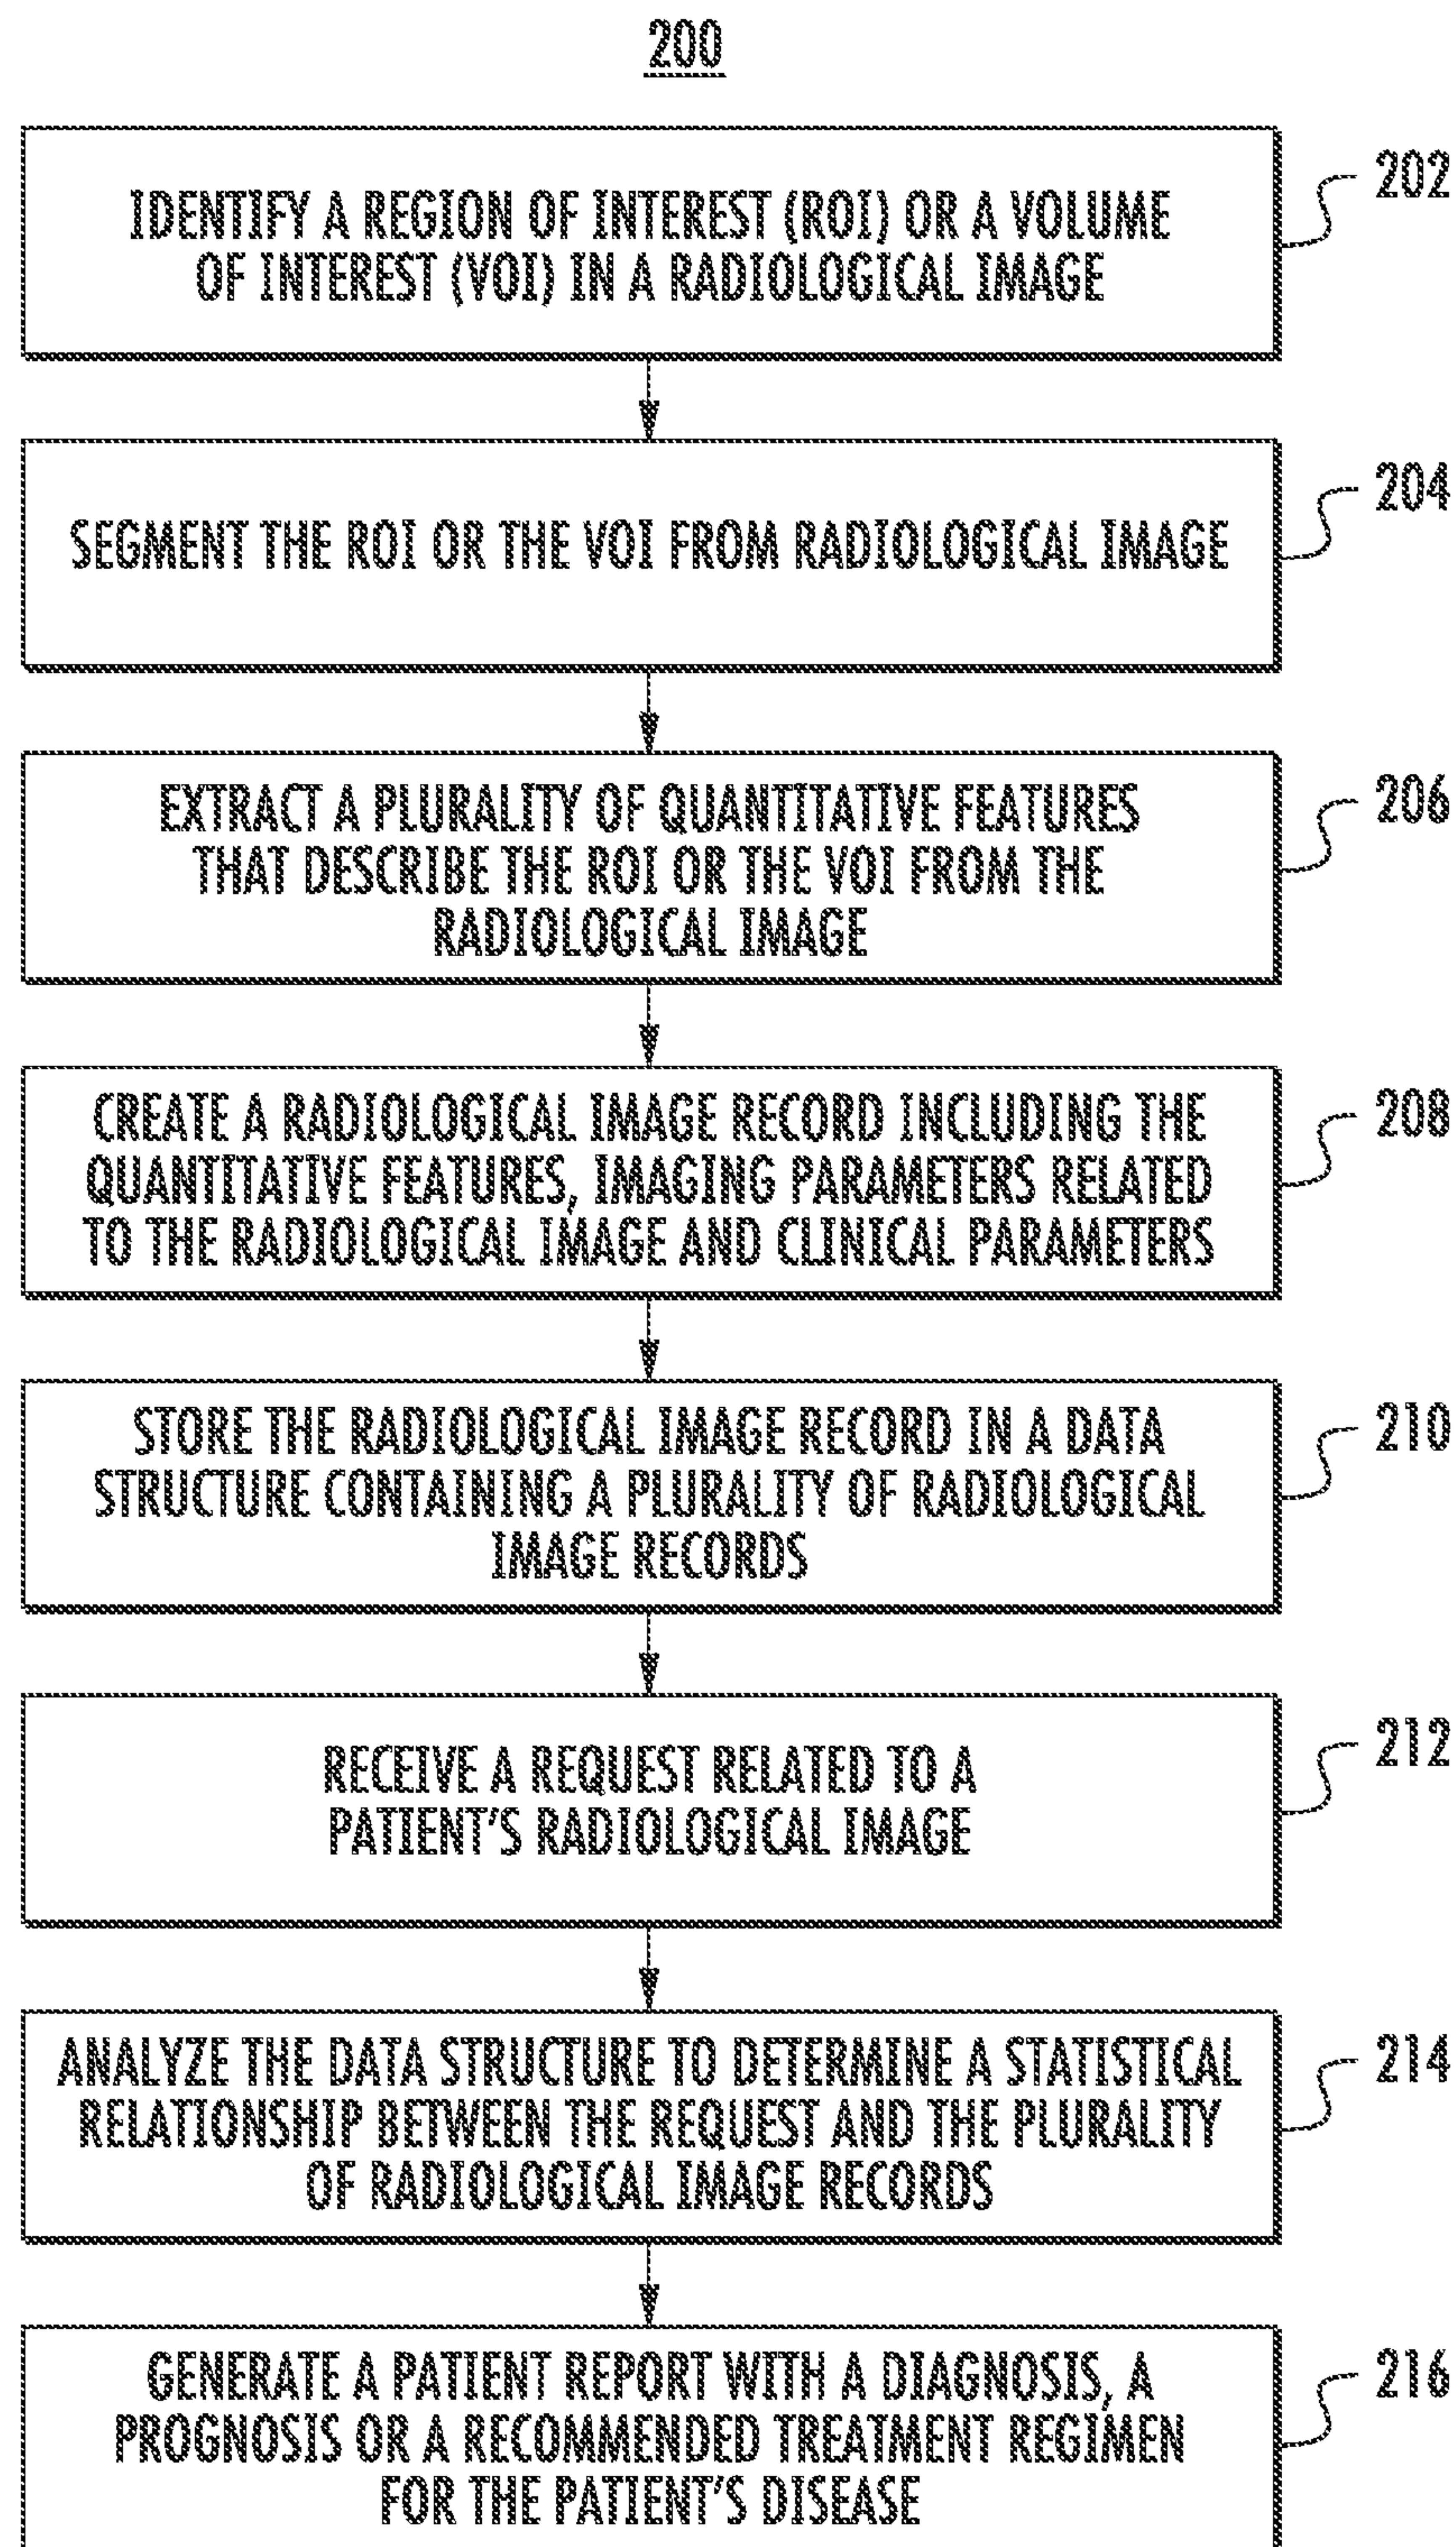 200
IDENTIFY A REGION OF INTEREST (ROI) OR A VOLUME
OF INTEREST (VOI) IN A RADIOLOGICAL IMAGE
202
SEGMENT THE ROI OR THE VOI FROM RADIOLOGICAL IMAGE
204
EXTRACT A PLURALITY OF QUANTITATIVE FEATURES
THAT DESCRIBE THE ROI OR THE VOI FROM THE
RADIOLOGICAL IMAGE
206
CREATE A RADIOLOGICAL IMAGE RECORD INCLUDING THE
QUANTITATIVE FEATURES, IMAGING PARAMETERS RELATED
TO THE RADIOLOGICAL IMAGE AND CLINICAL PARAMETERS
208
STORE THE RADIOLOGICAL IMAGE RECORD IN A DATA
STRUCTURE CONTAINING A PLURALITY OF RADIOLOGICAL
IMAGE RECORDS
210
RECEIVE A REQUEST RELATED TO A
PATIENT'S RADIOLOGICAL IMAGE
212
ANALYZE THE DATA STRUCTURE TO DETERMINE A STATISTICAL
RELATIONSHIP BETWEEN THE REQUEST AND THE PLURALITY
OF RADIOLOGICAL IMAGE RECORDS
214
GENERATE A PATIENT REPORT WITH A DIAGNOSIS, A
PROGNOSIS OR A RECOMMENDED TREATMENT REGIMEN
FOR THE PATIENT'S DISEASE
216